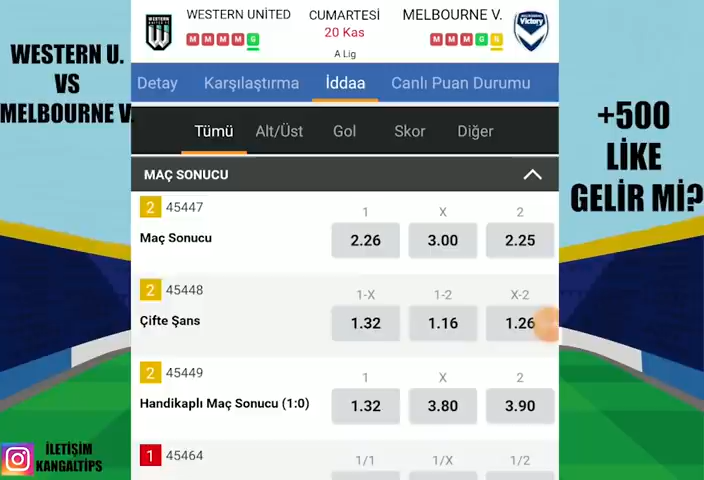 WESTERN U.
VS
MELBOURNE V.
WESTERN UNITED
M M M M G
CUMARTESİ
20 Kas
A Lig
MELBOURNE V.
M M M G N
Detay Karşılaştırma İddaa Canlı Puan Durumu
Tümü Alt/Üst Gol Skor Diğer
MAÇ SONUCU
2 45447 1 X 2
Maç Sonucu 2.26 3.00 2.25
2 45448 1-X 1-2 X-2
Çifte Şans 1.32 1.16 1.26
2 45449 1 X 2
Handikaplı Maç Sonucu (1:0) 1.32 3.80 3.90
1 45464 1/1 1/X 1/2
+500
LİKE
GELİR Mİ?
İLETİŞİM
KANGALTİPS